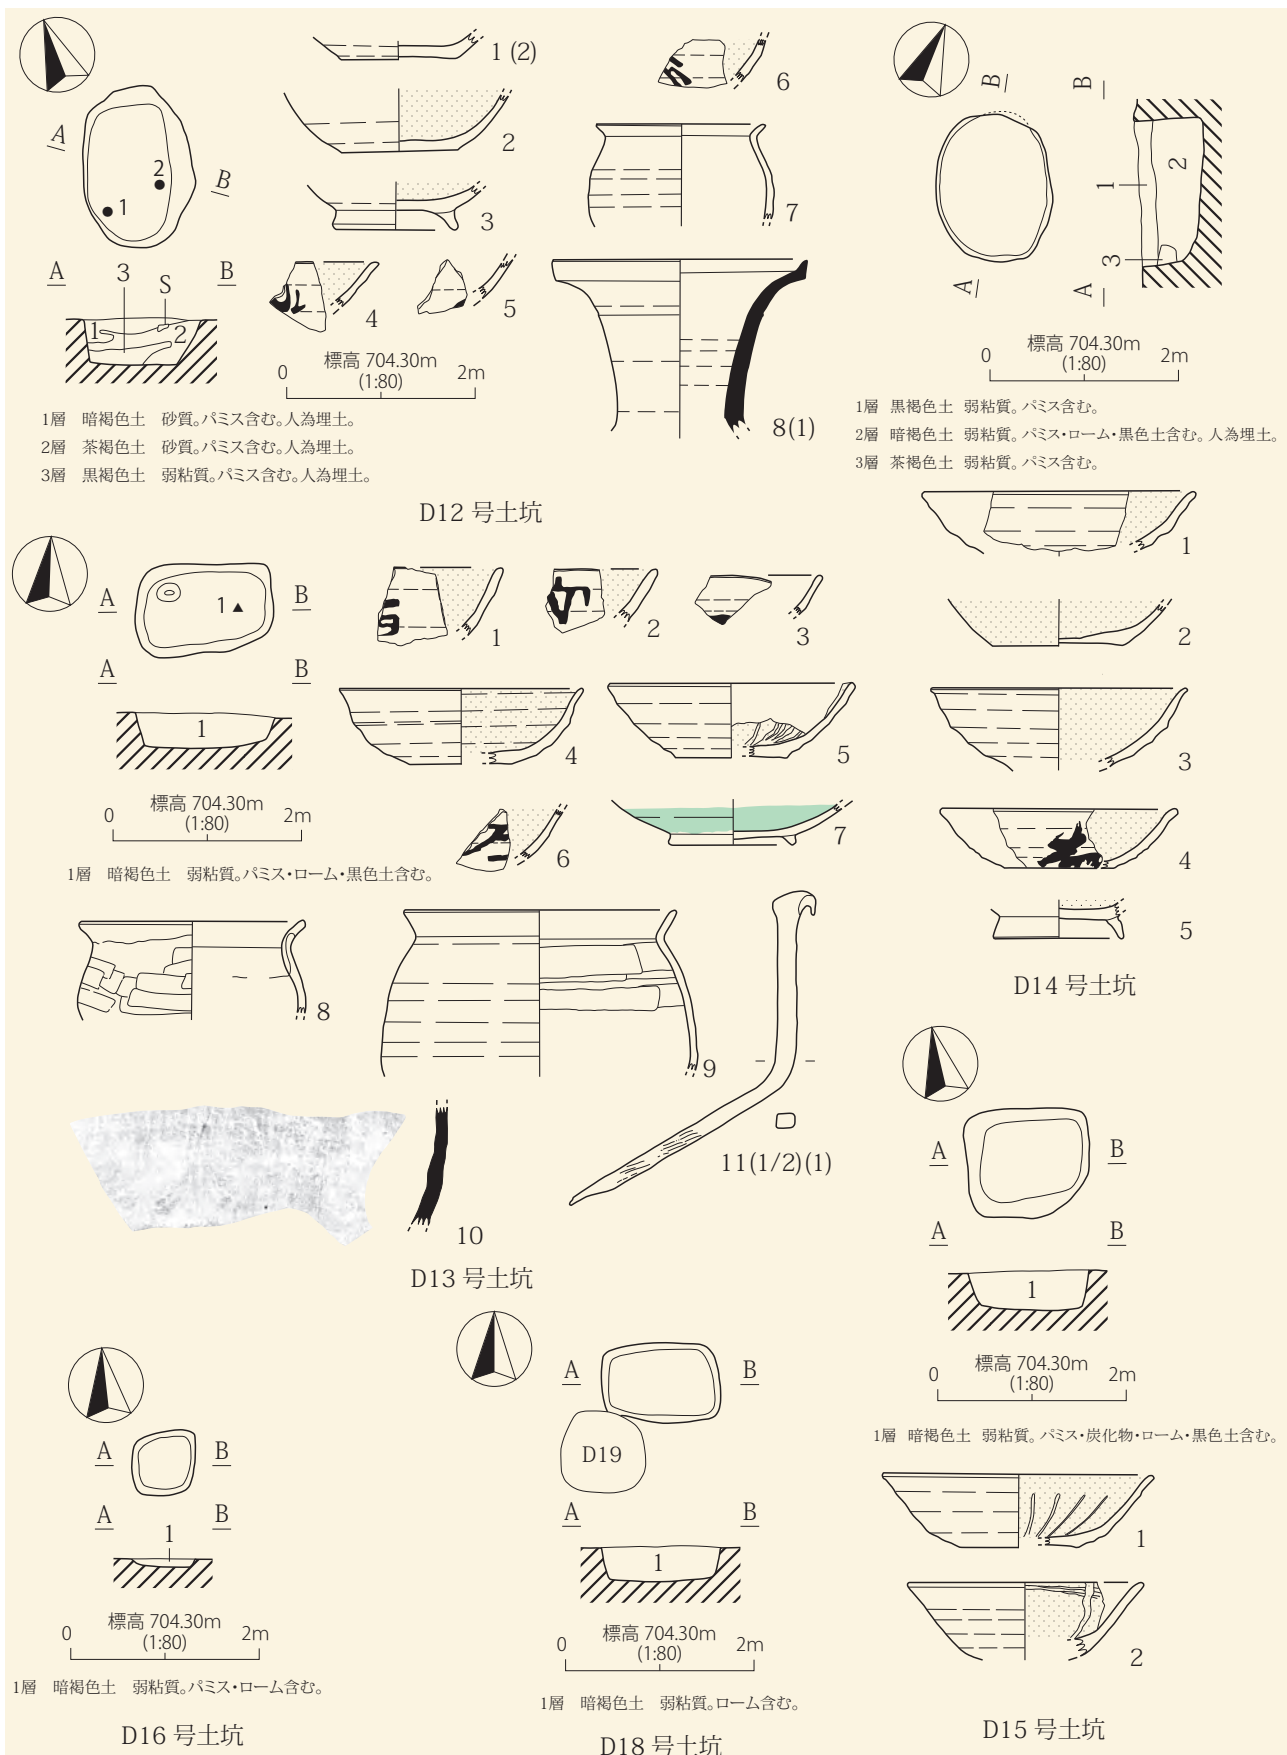 A
B
2
1
A
3
S
B
1
2
標高 704.30m
0
(1:80)
2m
1層 暗褐色土 砂質。パミス含む。人為埋土。
2層 茶褐色土 砂質。パミス含む。人為埋土。
3層 黒褐色土 弱粘質。パミス含む。人為埋土。
1 (2)
2
3
4
5
6
7
8(1)
D12 号土坑
B
A
B
1
2
3
A
標高 704.30m
0
(1:80)
2m
1層 黒褐色土 弱粘質。パミス含む。
2層 暗褐色土 弱粘質。パミス・ローム・黒色土含む。人為埋土。
3層 茶褐色土 弱粘質。パミス含む。
1
2
3
4
5
D14 号土坑
A
B
1
A
B
1
標高 704.30m
0
(1:80)
2m
1層 暗褐色土 弱粘質。パミス・ローム・黒色土含む。
1
2
3
4
5
6
7
8
9
10
11(1/2)(1)
D13 号土坑
A
B
A
B
1
標高 704.30m
0
(1:80)
2m
1層 暗褐色土 弱粘質。パミス・炭化物・ローム・黒色土含む。
1
2
D15 号土坑
A
B
A
B
1
標高 704.30m
0
(1:80)
2m
1層 暗褐色土 弱粘質。パミス・ローム含む。
D16 号土坑
A
B
D19
A
B
1
標高 704.30m
0
(1:80)
2m
1層 暗褐色土 弱粘質。ローム含む。
D18 号土坑